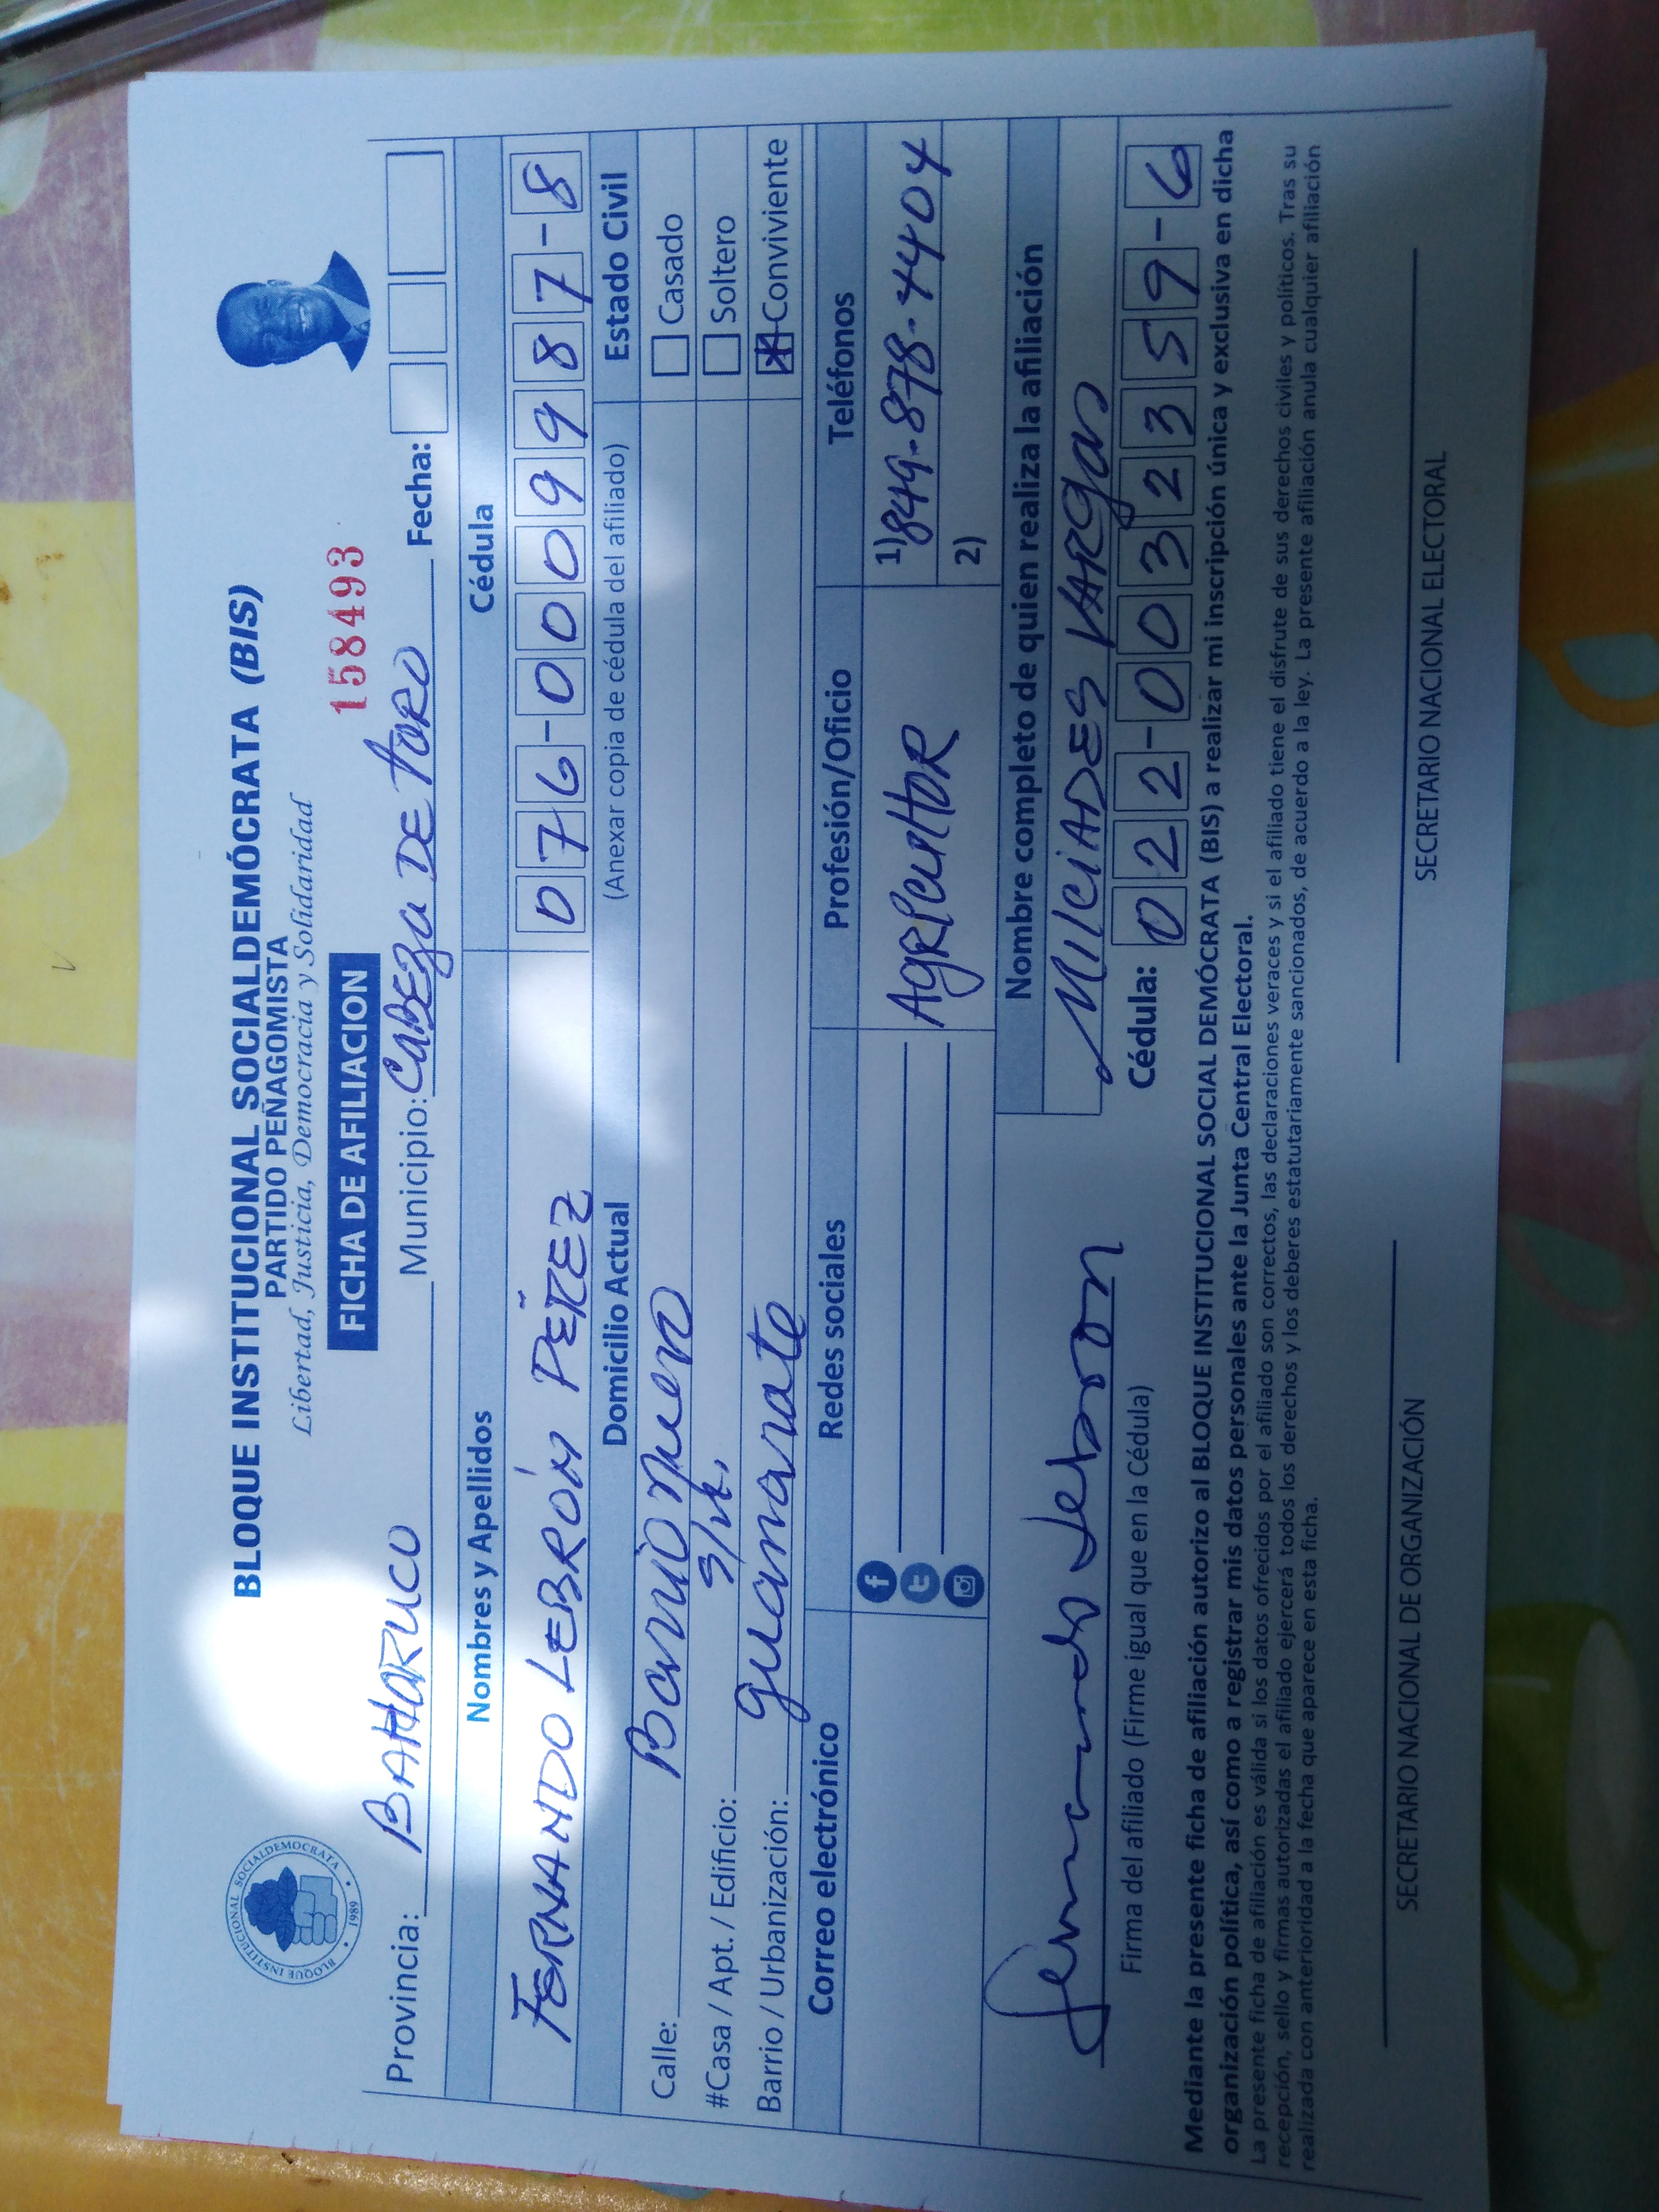 BLOQUE INSTITUCIONAL SOCIALDEMOCRATA • 1989 •
BLOQUE INSTITUCIONAL SOCIALDEMÓCRATA (BIS)
PARTIDO PEÑAGOMISTA
Libertad, Justicia, Democracia y Solidaridad
FICHA DE AFILIACION
158493
Provincia: BAHORUCO Municipio: CABEZA DE TORO Fecha:
Nombres y Apellidos Cédula
FERNANDO LEBRÓN PÉREZ 076-0009987-8
Domicilio Actual (Anexar copia de cédula del afiliado) Estado Civil
Calle: Barrio nuevo Casado
#Casa / Apt. / Edificio: S/N. Soltero
Barrio / Urbanización: guanarate Conviviente
Correo electrónico Redes sociales Profesión/Oficio Teléfonos
AgRicultoR
1) 849-878-4404
2)
Nombre completo de quien realiza la afiliación
MilciADES VARgas
Fernando Lebron Cédula: 022-0032359-6
Firma del afiliado (Firme igual que en la Cédula)
Mediante la presente ficha de afiliación autorizo al BLOQUE INSTITUCIONAL SOCIAL DEMÓCRATA (BIS) a realizar mi inscripción única y exclusiva en dicha
organización política, así como a registrar mis datos personales ante la Junta Central Electoral.
La presente ficha de afiliación es válida si los datos ofrecidos por el afiliado son correctos, las declaraciones veraces y si el afiliado tiene el disfrute de sus derechos civiles y políticos. Tras su
recepción, sello y firmas autorizadas el afiliado ejercerá todos los derechos y los deberes estatutariamente sancionados, de acuerdo a la ley. La presente afiliación anula cualquier afiliación
realizada con anterioridad a la fecha que aparece en esta ficha.
SECRETARIO NACIONAL DE ORGANIZACIÓN SECRETARIO NACIONAL ELECTORAL